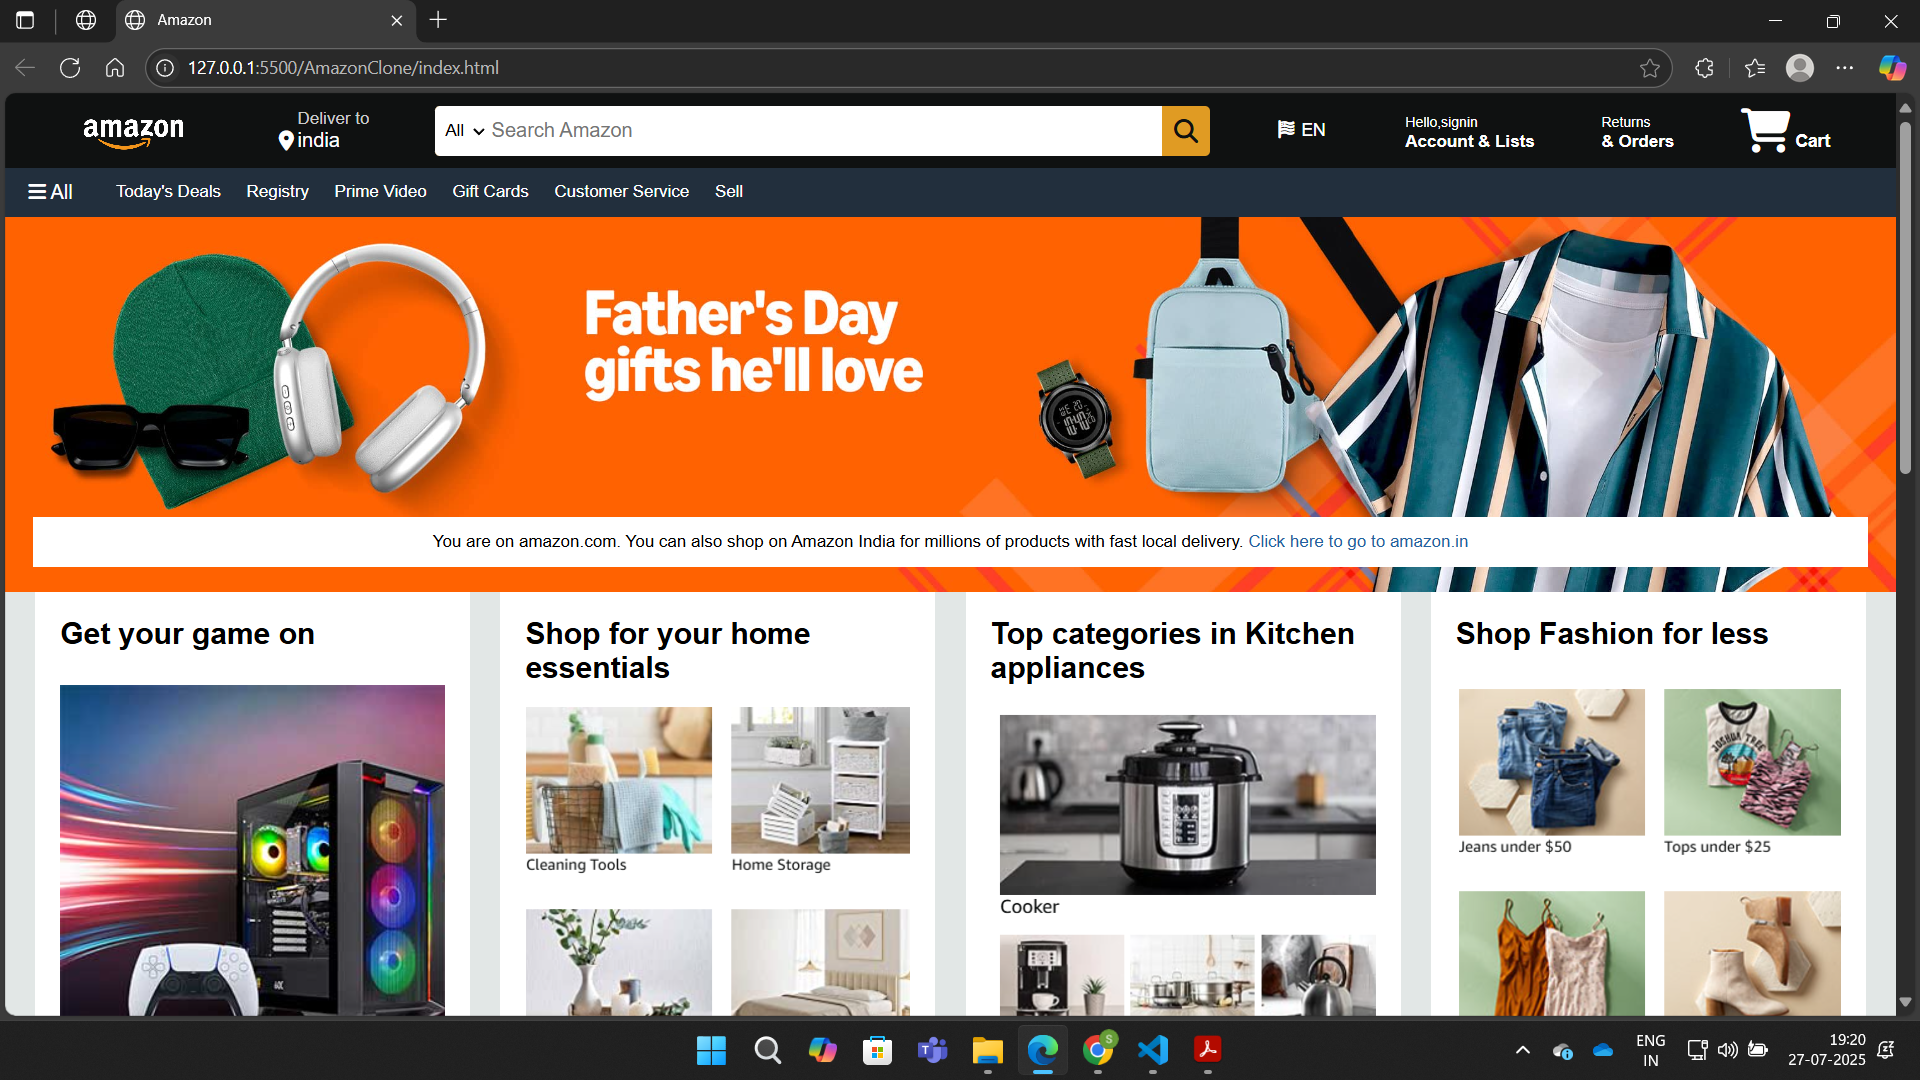 Amazon
127.0.0.1:5500/AmazonClone/index.html
amazon
Deliver to
india
All
Search Amazon
EN
Hello,signin
Account & Lists
Returns
& Orders
Cart
All
Today's Deals
Registry
Prime Video
Gift Cards
Customer Service
Sell
Father's Day
gifts he'll love
You are on amazon.com. You can also shop on Amazon India for millions of products with fast local delivery. Click here to go to amazon.in
Get your game on
Shop for your home
essentials
Cleaning Tools
Home Storage
Top categories in Kitchen
appliances
Cooker
Shop Fashion for less
JOSHUA TREE
Jeans under $50
Tops under $25
S
ENG
IN
19:20
27-07-2025